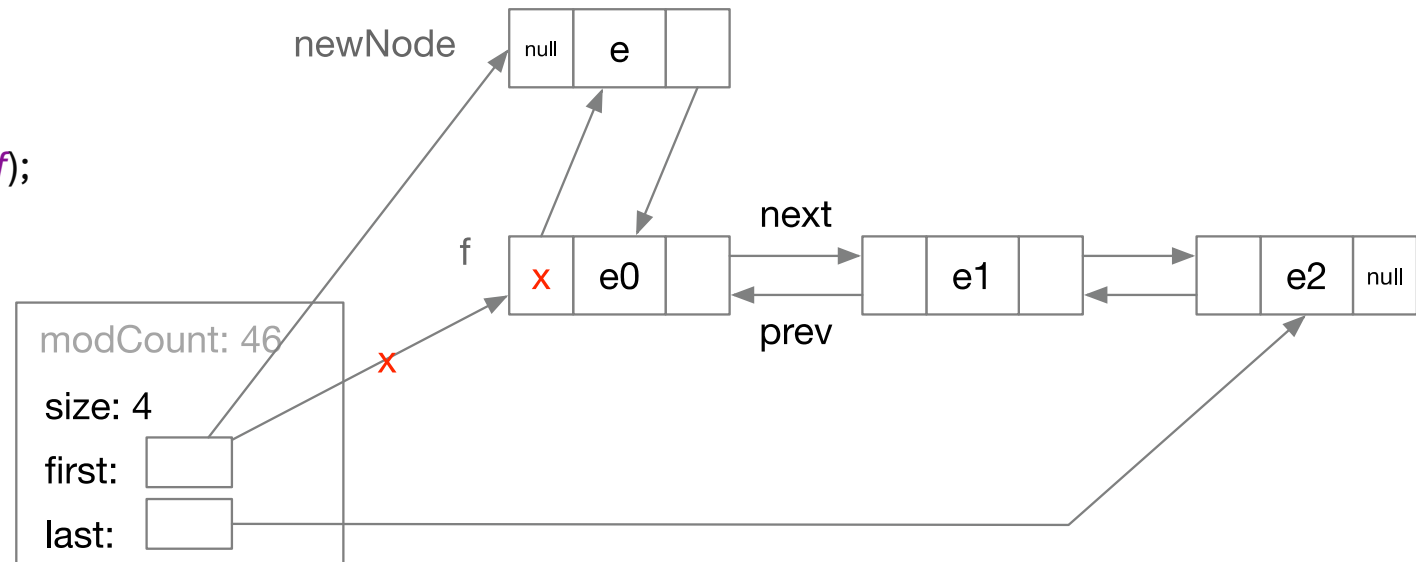 newNode
null e
f);
next
f
x e0
e1
e2 null
prev
modCount: 46
x
size: 4
first:
last: